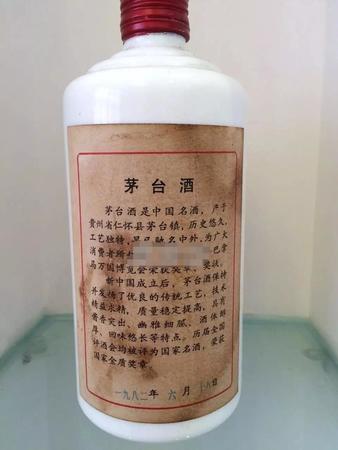 茅台酒
茅台酒是中国名酒，产于
贵州省仁怀县茅台镇，历史悠久，
工艺独特，早已驰名中外，为广大
消费者所
巴拿
马万国博览会荣获奖章、奖状。
新中国成立后，茅台酒保持
并发扬了优良的传统工艺，技术
精益求精，质量稳定提高，具有
酱香突出、幽雅细腻、酒体醇
厚、回味悠长等特点，历届全国
评酒会均被评为国家名酒，荣获
国家金质奖章。
一九八二年 六 月 十八日